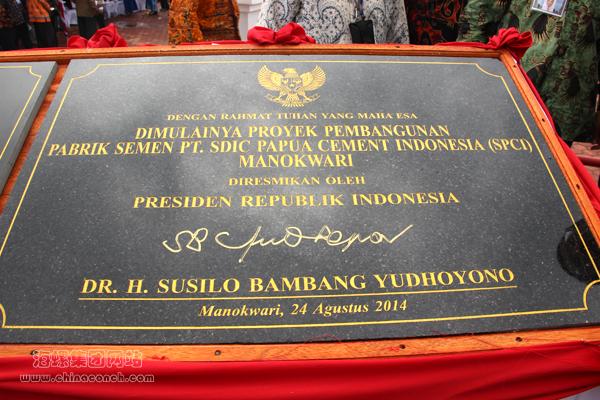 DENGAN RAHMAT TUHAN YANG MAHA ESA
DIMULAINYA PROYEK PEMBANGUNAN
PABRIK SEMEN PT. SDIC PAPUA CEMENT INDONESIA (SPCI)
MANOKWARI
DIRESMIKAN OLEH
PRESIDEN REPUBLIK INDONESIA
DR. H. SUSILO BAMBANG YUDHOYONO
Manokwari, 24 Agustus 2014
海螺集团网站
www.chinaconch.com